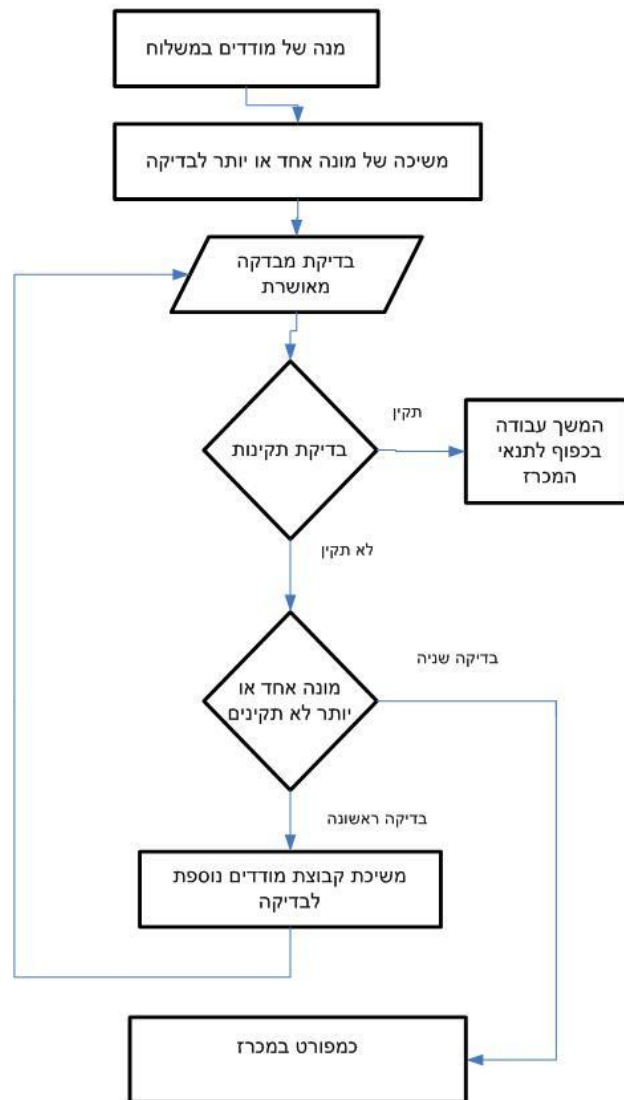 מנה של מודדים במשלוח
משיכה של מונה אחד או יותר לבדיקה
בדיקת מבדקה
מאושרת
בדיקת תקינות
תקין
המשך עבודה
בכפוף לתנאי
המכרז
לא תקין
מונה אחד או
יותר לא תקינים
בדיקה שניה
בדיקה ראשונה
משיכת קבוצת מודדים נוספת
לבדיקה
כמפורט במכרז